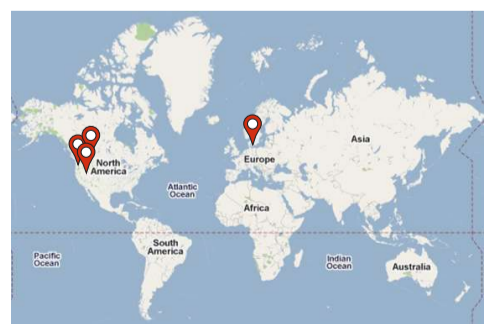 Asia
Europe
North
America
Atlantic
Ocean
Africa
South
America
Pacific
Ocean
Indian
Ocean
Australia